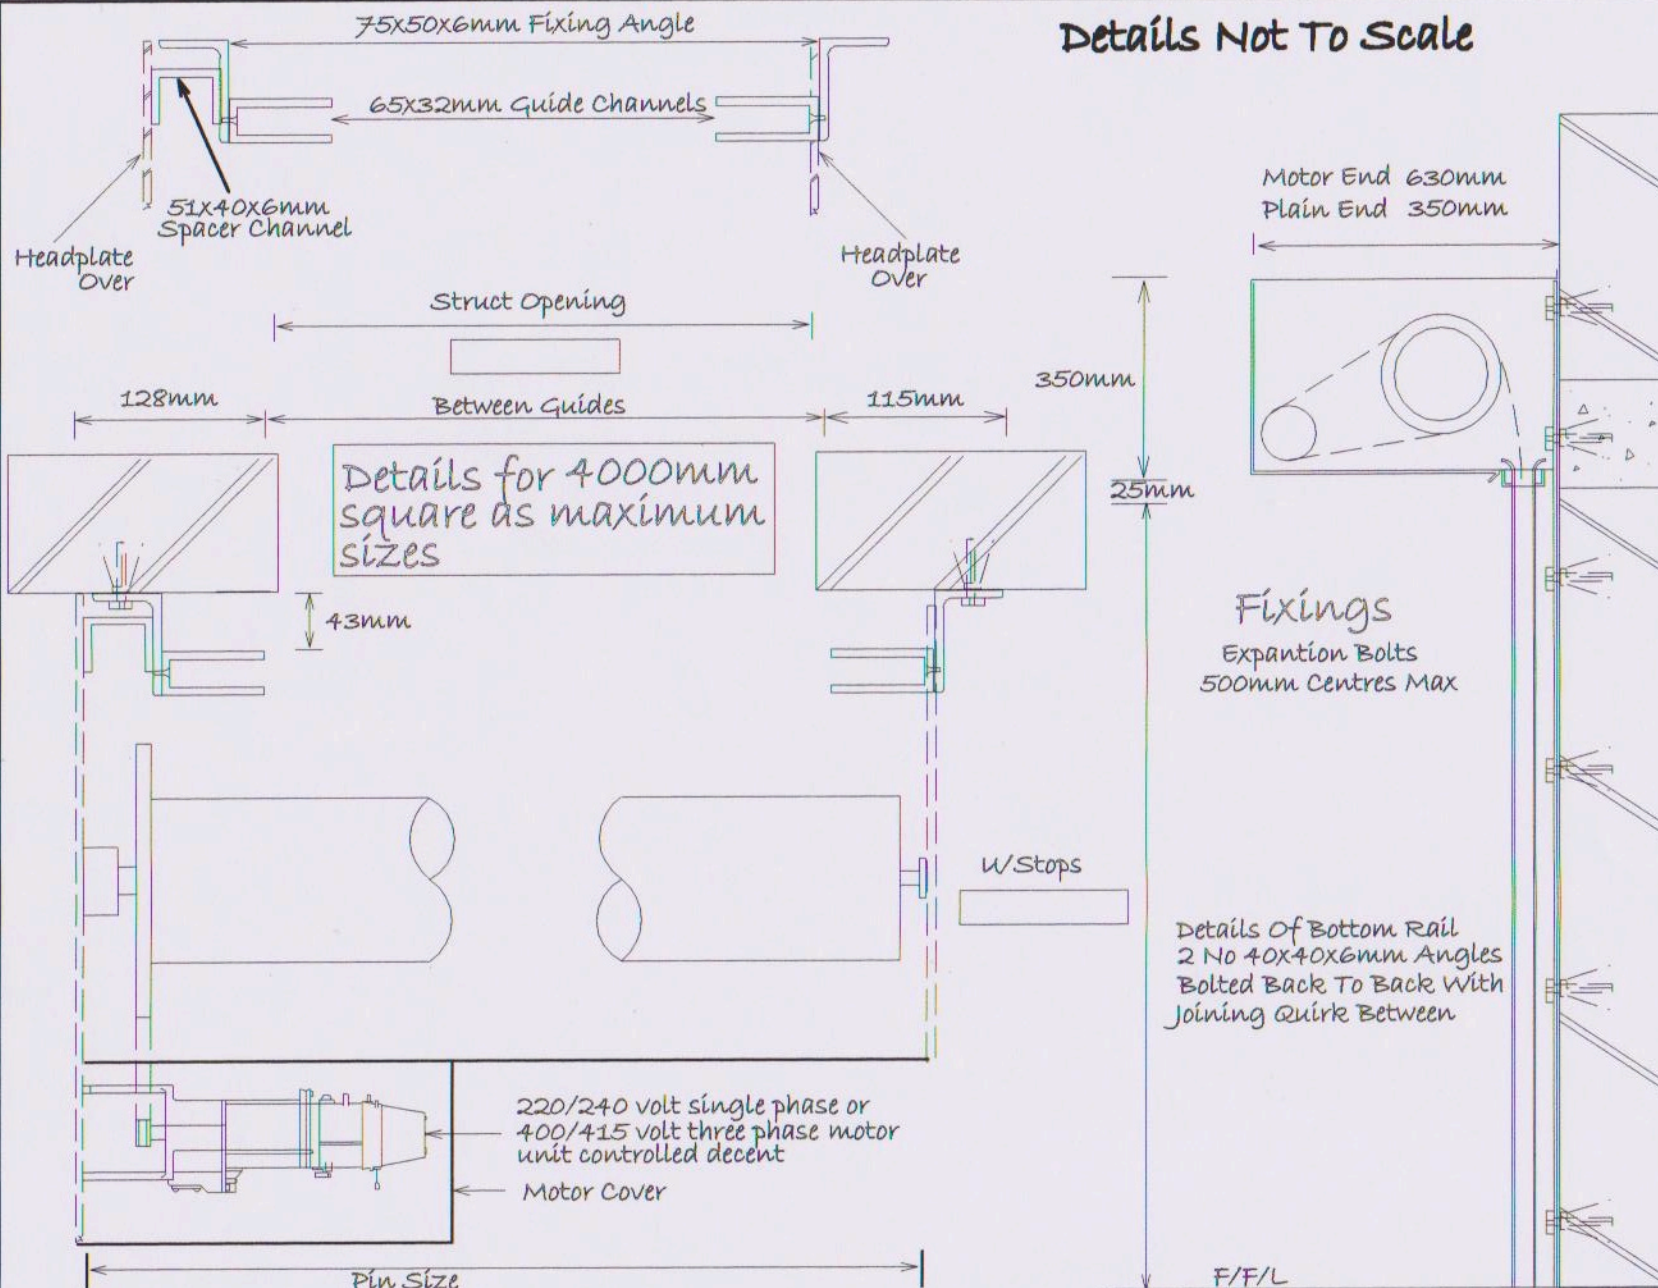 75x50x6mm Fixing Angle
Details Not To Scale
65x32mm Guide Channels
51x40x6mm
Spacer Channel
Headplate
Over
Headplate
Over
Motor End 630mm
Plain End 350mm
Struct Opening
350mm
128mm
Between Guides
115mm
Details for 4000mm
square as maximum
sizes
25mm
43mm
Fixings
Expantion Bolts
500mm Centres Max
W/Stops
Details Of Bottom Rail
2 No 40x40x6mm Angles
Bolted Back To Back With
Joining Quirk Between
220/240 volt single phase or
400/415 volt three phase motor
unit controlled decent
Motor Cover
Pin Size
F/F/L